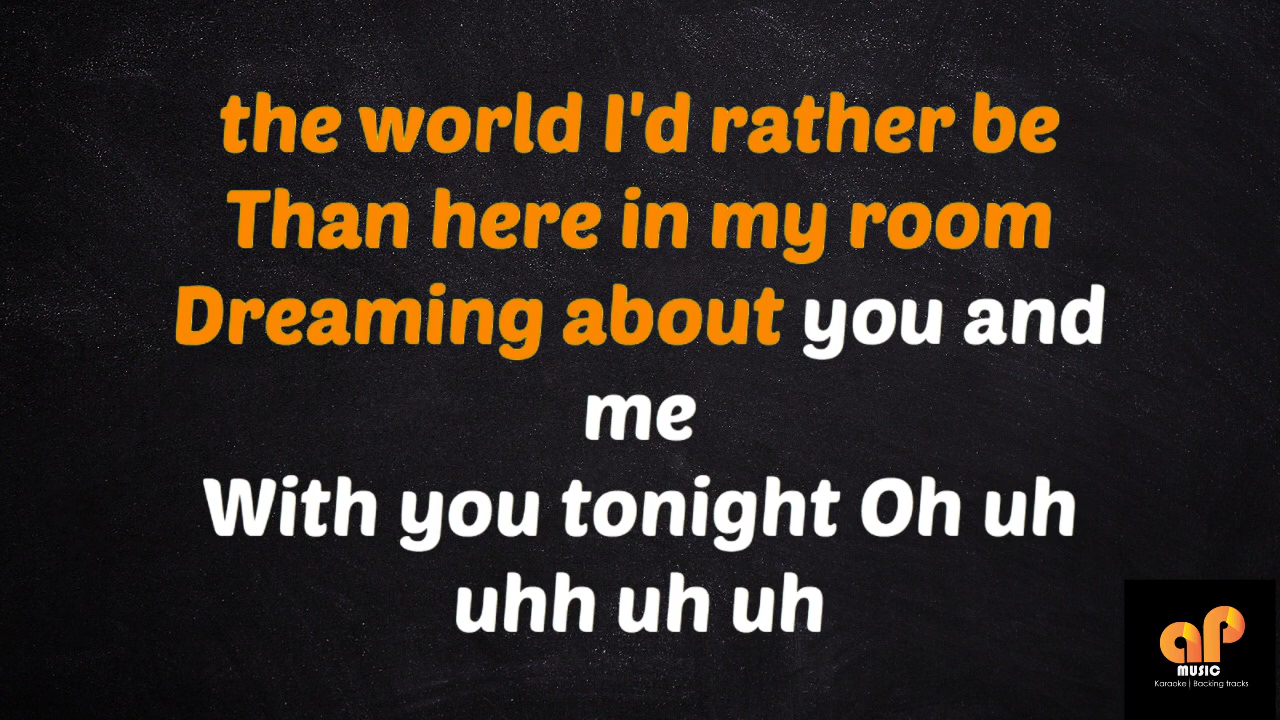 the world I'd rather be
Than here in my room
Dreaming about you and
me
With you tonight Oh uh
uhh uh uh
ap
MUSIC
Karaoke | Backing tracks